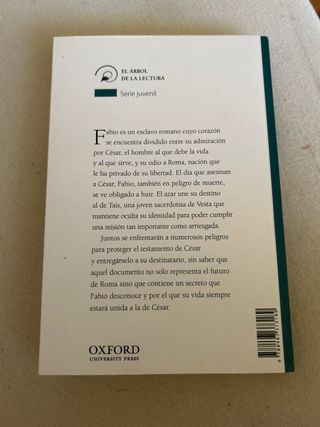 EL ÁRBOL
DE LA LECTURA
Serie juvenil
Fabio es un esclavo romano cuyo corazón
se encuentra dividido entre su admiración
por César, el hombre al que debe la vida
y al que sirve, y su odio a Roma, nación que
le ha privado de su libertad. El día que asesinan
a César, Fabio, también en peligro de muerte,
se ve obligado a huir. El azar une su destino
al de Tais, una joven sacerdotisa de Vesta que
mantiene oculta su identidad para poder cumplir
una misión tan importante como arriesgada.
Juntos se enfrentarán a numerosos peligros
para proteger el testamento de César
y entregárselo a su destinatario, sin saber que
aquel documento no solo representa el futuro
de Roma sino que contiene un secreto que
Fabio desconoce y por el que su vida siempre
estará unida a la de César.
OXFORD
UNIVERSITY PRESS